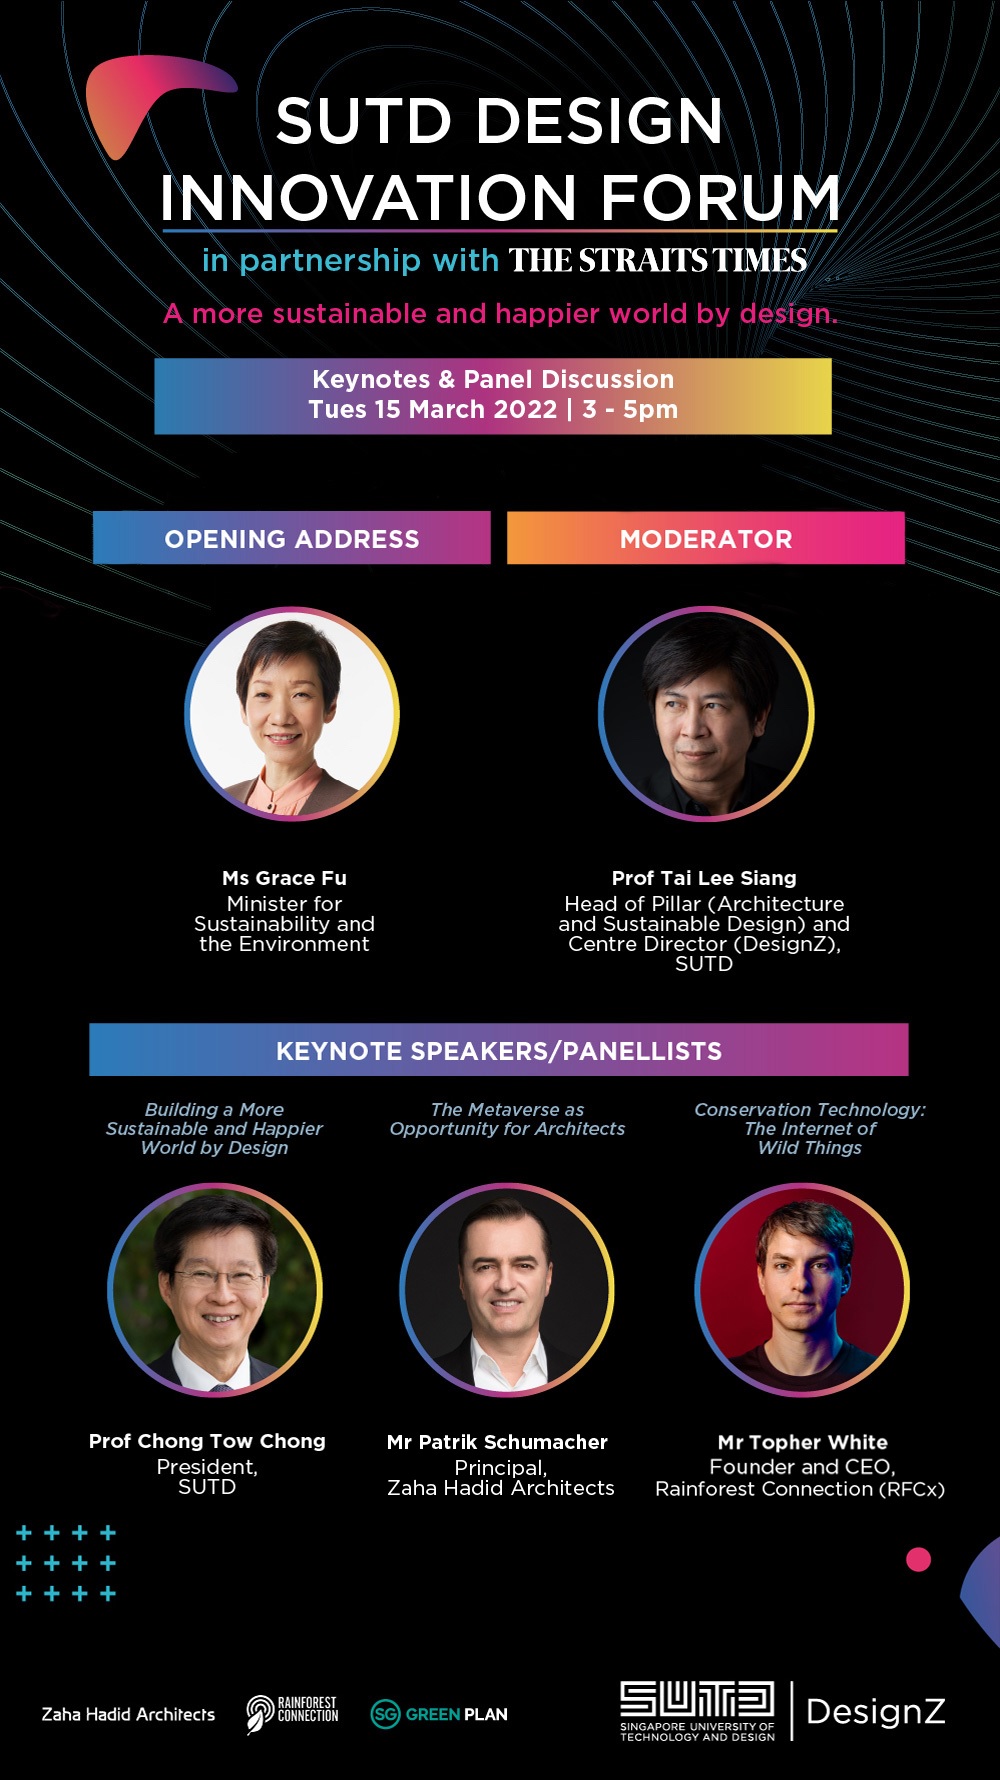 SUTD DESIGN
INNOVATION FORUM
in partnership with THE STRAITS TIMES
A more sustainable and happier world by design.
Keynotes & Panel Discussion
Tues 15 March 2022 | 3 - 5pm
OPENING ADDRESS
MODERATOR
Ms Grace Fu
Minister for
Sustainability and
the Environment
Prof Tai Lee Siang
Head of Pillar (Architecture
and Sustainable Design) and
Centre Director (DesignZ),
SUTD
KEYNOTE SPEAKERS/PANELLISTS
Building a More
Sustainable and Happier
World by Design
The Metaverse as
Opportunity for Architects
Conservation Technology:
The Internet of
Wild Things
Prof Chong Tow Chong
President,
SUTD
Mr Patrik Schumacher
Principal,
Zaha Hadid Architects
Mr Topher White
Founder and CEO,
Rainforest Connection (RFCx)
Zaha Hadid Architects
RAINFOREST
CONNECTION
SG GREEN PLAN
SUTD
SINGAPORE UNIVERSITY OF
TECHNOLOGY AND DESIGN
DesignZ